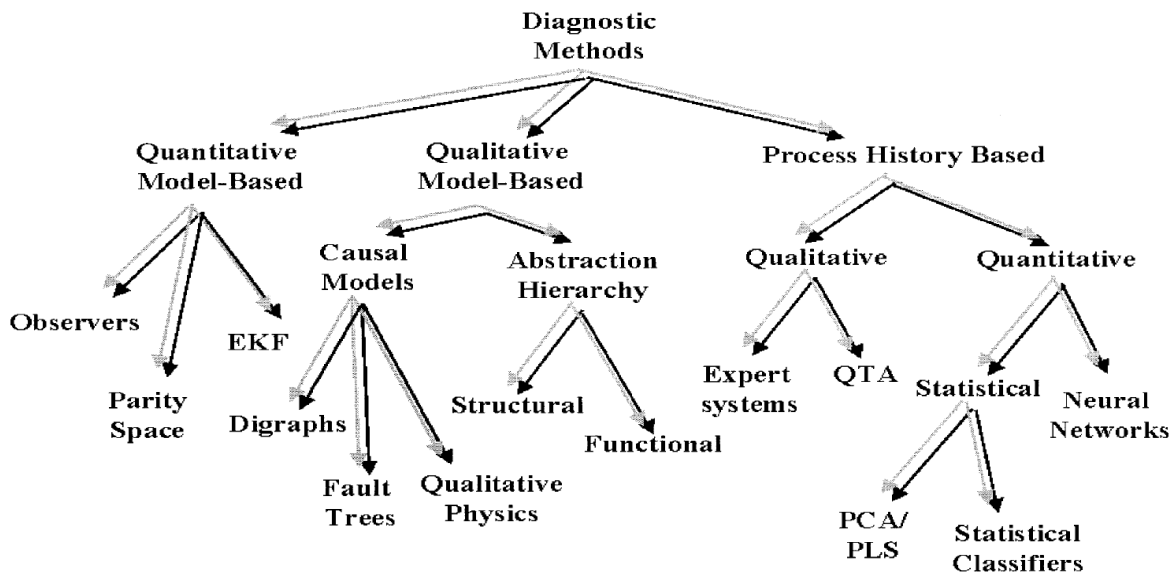 Diagnostic
Methods
Quantitative
Model-Based
Qualitative
Model-Based
Process History Based
Causal
Models
Abstraction
Hierarchy
Qualitative
Quantitative
Observers
EKF
Parity
Space
Digraphs
Fault
Trees
Qualitative
Physics
Structural
Functional
Expert
systems
QTA
Statistical
Neural
Networks
PCA/
PLS
Statistical
Classifiers